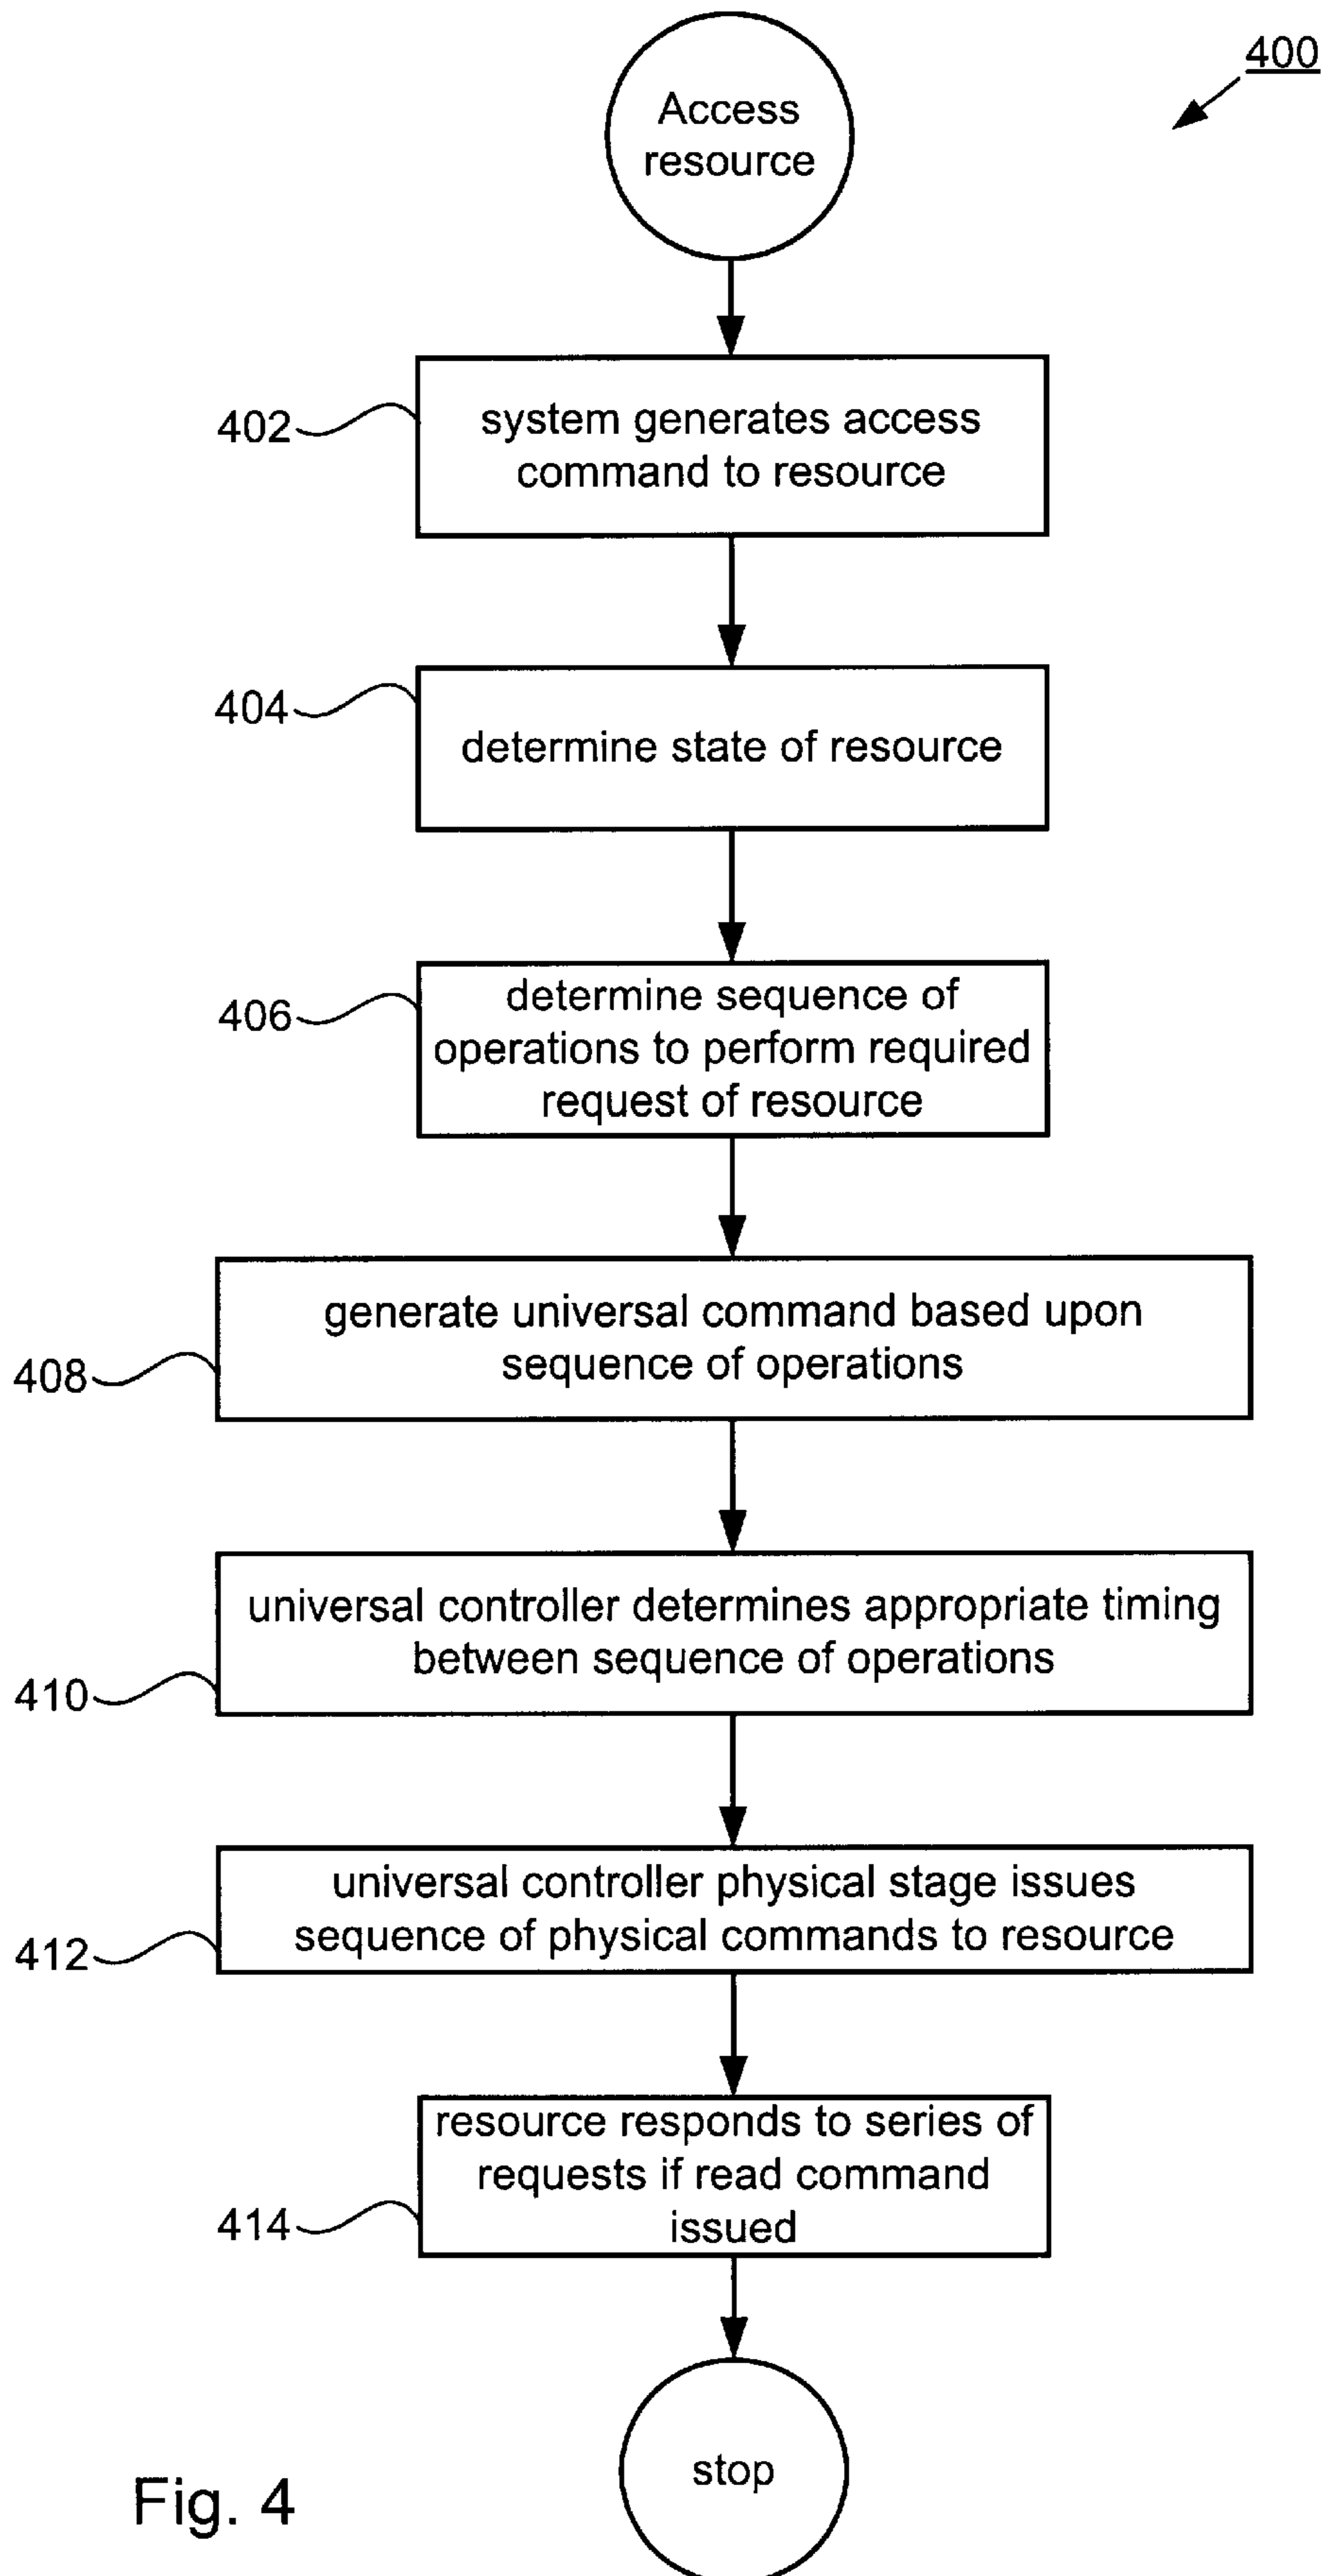 400
Access
resource
402
system generates access
command to resource
404
determine state of resource
406
determine sequence of
operations to perform required
request of resource
408
generate universal command based upon
sequence of operations
410
universal controller determines appropriate timing
between sequence of operations
412
universal controller physical stage issues
sequence of physical commands to resource
414
resource responds to series of
requests if read command
issued
stop
Fig. 4